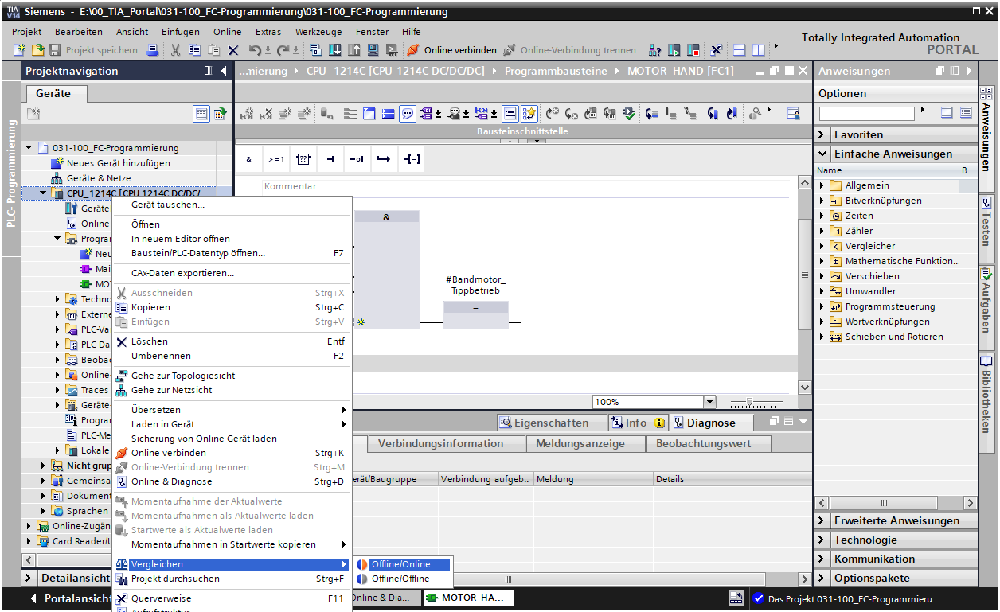 TIA V14 Siemens - E:\00_TIA_Portal\031-100_FC-Programmierung\031-100_FC-Programmierung
Projekt Bearbeiten Ansicht Einfügen Online Extras Werkzeuge Fenster Hilfe
Totally Integrated Automation
PORTAL
Projekt speichern Online verbinden Online-Verbindung trennen
Projektnavigation
Geräte
PLC- Programmierung
031-100_FC-Programmierung
Neues Gerät hinzufügen
Geräte & Netze
CPU_1214C [CPU 1214C DC/DC/
Gerätel
Online
Program
Neu
Mai
MOT
Techno
Externe
PLC-Var
PLC-Dat
Beobac
Online-
Traces
Geräte-
Program
PLC-Me
Lokale
Nicht grup
Gemeinsa
Dokument
Sprachen
Online-Zugän
Card Reader/U
Detailansicht
Gerät tauschen...
Öffnen
In neuem Editor öffnen
Baustein/PLC-Datentyp öffnen... F7
CAx-Daten exportieren...
Ausschneiden Strg+X
Kopieren Strg+C
Einfügen Strg+V
Löschen Entf
Umbenennen F2
Gehe zur Topologiesicht
Gehe zur Netzsicht
Übersetzen
Laden in Gerät
Sicherung von Online-Gerät laden
Online verbinden Strg+K
Online-Verbindung trennen Strg+M
Online & Diagnose Strg+D
Momentaufnahme der Aktualwerte
Momentaufnahmen als Aktualwerte laden
Startwerte als Aktualwerte laden
Momentaufnahmen in Startwerte kopieren
Vergleichen
Projekt durchsuchen Strg+F
Querverweise F11
Aufrufstruktur
Offline/Online
Offline/Offline
...mierung CPU_1214C [CPU 1214C DC/DC/DC] Programmbausteine MOTOR_HAND [FC1]
Bausteinschnittstelle
& >=1 ??
Kommentar
&
#Bandmotor_
Tippbetrieb
=
100%
Eigenschaften Info Diagnose
Verbindungsinformation Meldungsanzeige Beobachtungswert
erät/Baugruppe Verbindung aufgeb.. Meldung Details
Anweisungen
Optionen
Favoriten
Einfache Anweisungen
Name B...
Allgemein
Bitverknüpfungen
Zeiten
Zähler
Vergleicher
Mathematische Funktion..
Verschieben
Umwandler
Programmsteuerung
Wortverknüpfungen
Schieben und Rotieren
Erweiterte Anweisungen
Technologie
Kommunikation
Optionspakete
Anweisungen
Testen
Aufgaben
Bibliotheken
Portalansicht
Online & Dia... MOTOR_HA...
Das Projekt 031-100_FC-Programmieru...